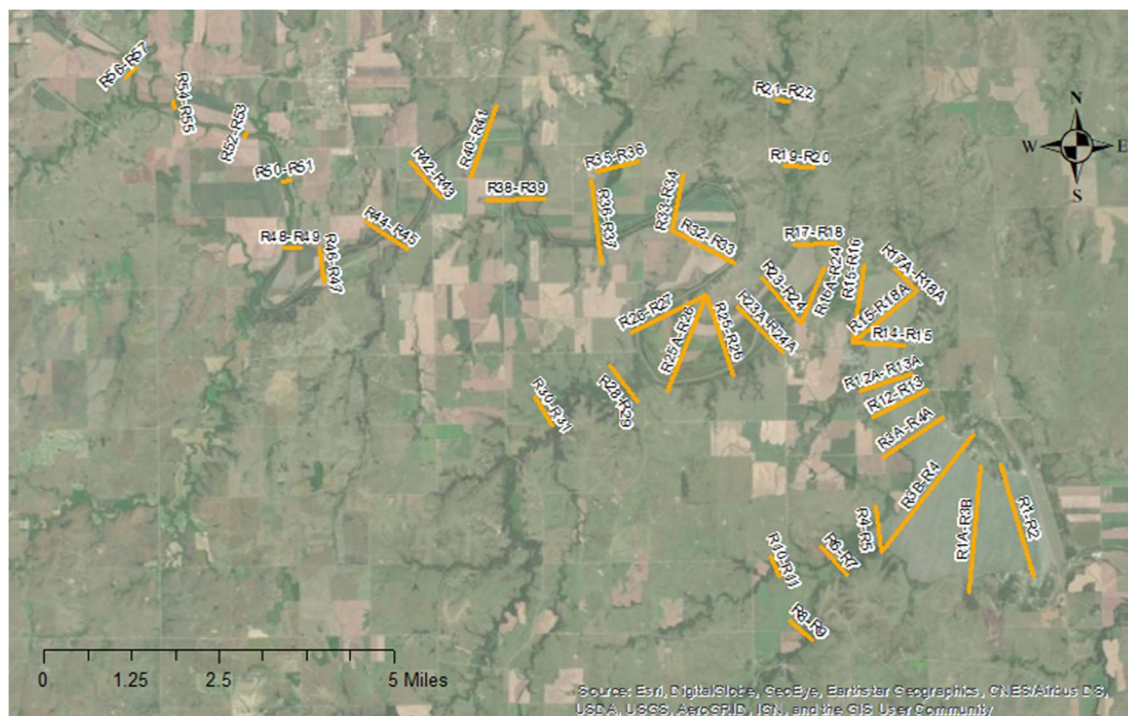 R56-R57
R54-R55
R52-R53
R50-R51
R48-R49
R46-R47
R44-R45
R42-R43
R40-R41
R38-R39
R35-R36
R36-R37
R33-R34
R32-R33
R21-R22
R19-R20
R17-R18
R16A-R24
R15-R16
R17A-R18A
R23-R24
R15-R18A
R14-R15
R23A-R24A
R26-R27
R25A-R26
R25-R26
R28-R29
R30-R31
R12A-R13A
R12-R13
R3A-R4A
R3B-R4
R4-R5
R1A-R3B
R1-R2
R6-R7
R10-R11
R8-R9
N
W E
S
0 1.25 2.5 5 Miles
Source: Esri, DigitalGlobe, GeoEye, Earthstar Geographics, CNES/Airbus DS,
USDA, USGS, AeroGRID, IGN, and the GIS User Community